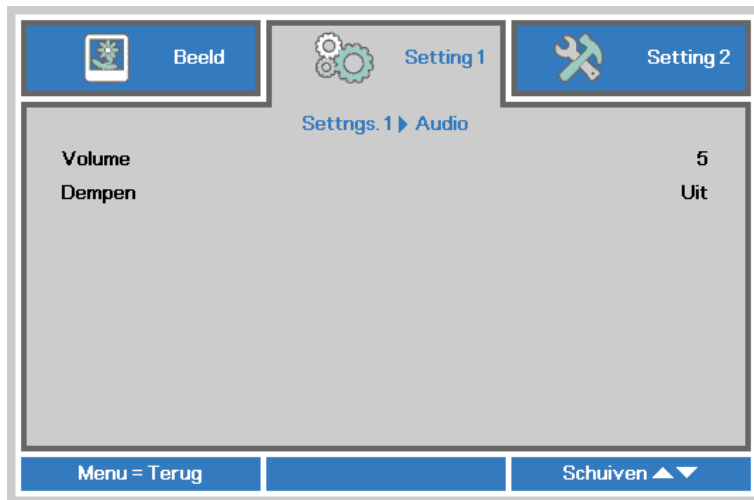 Beeld
Setting 1
Setting 2
Settngs. 1 ▶ Audio
Volume 5
Dempen Uit
Menu = Terug
Schuiven ▲▼